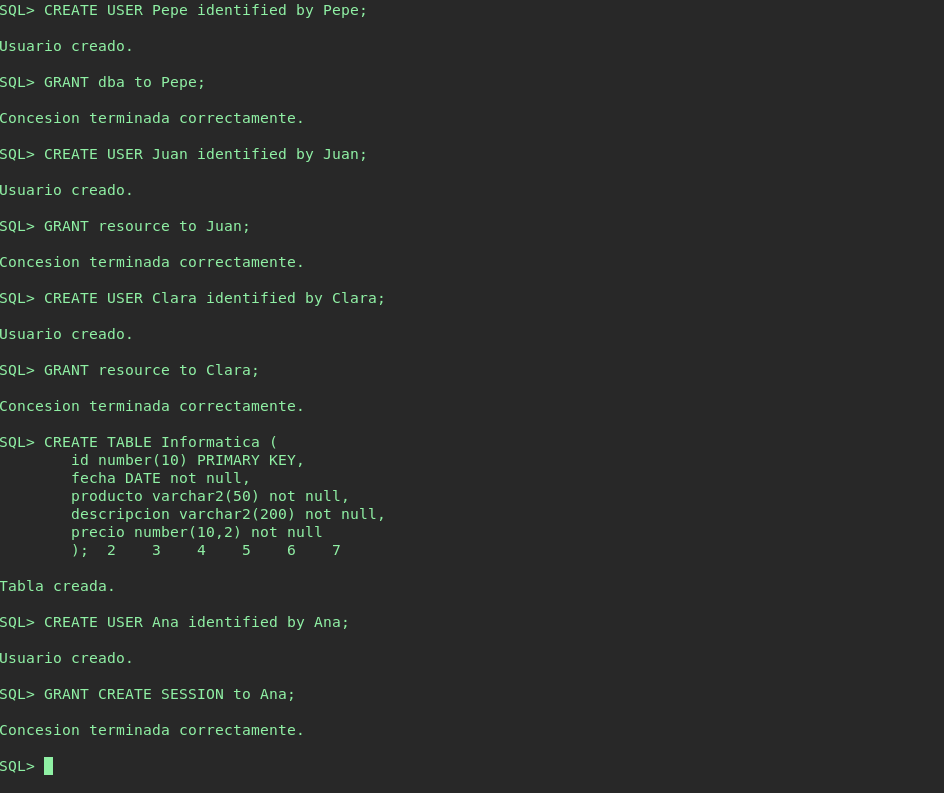 SQL> CREATE USER Pepe identified by Pepe;
Usuario creado.
SQL> GRANT dba to Pepe;
Concesion terminada correctamente.
SQL> CREATE USER Juan identified by Juan;
Usuario creado.
SQL> GRANT resource to Juan;
Concesion terminada correctamente.
SQL> CREATE USER Clara identified by Clara;
Usuario creado.
SQL> GRANT resource to Clara;
Concesion terminada correctamente.
SQL> CREATE TABLE Informatica (
        id number(10) PRIMARY KEY,
        fecha DATE not null,
        producto varchar2(50) not null,
        descripcion varchar2(200) not null,
        precio number(10,2) not null
        );  2    3    4    5    6    7
Tabla creada.
SQL> CREATE USER Ana identified by Ana;
Usuario creado.
SQL> GRANT CREATE SESSION to Ana;
Concesion terminada correctamente.
SQL>